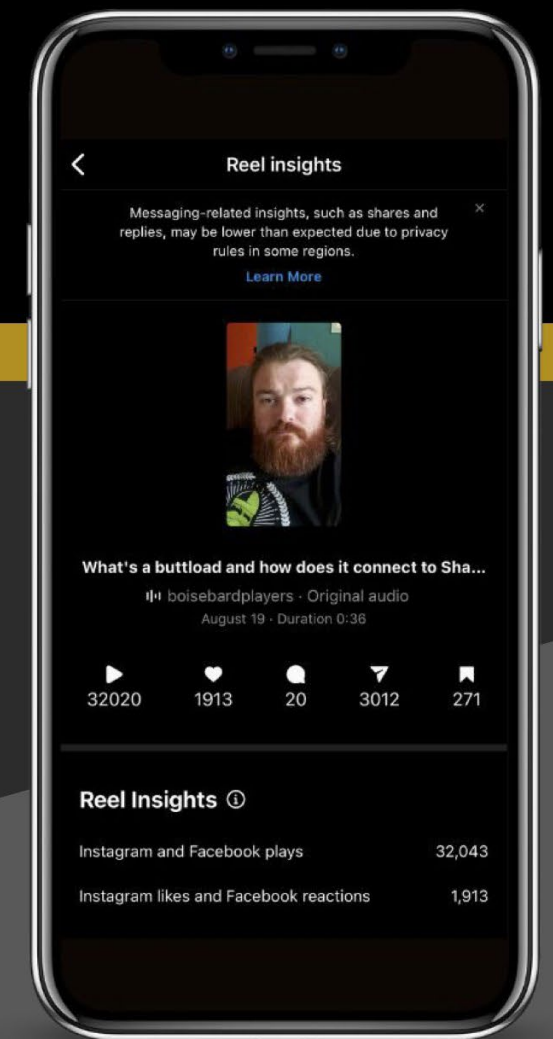 Reel insights
Messaging-related insights, such as shares and
replies, may be lower than expected due to privacy
rules in some regions.
Learn More
What's a buttload and how does it connect to Sha...
boisebardplayers · Original audio
August 19 · Duration 0:36
32020 1913 20 3012 271
Reel Insights
Instagram and Facebook plays 32,043
Instagram likes and Facebook reactions 1,913